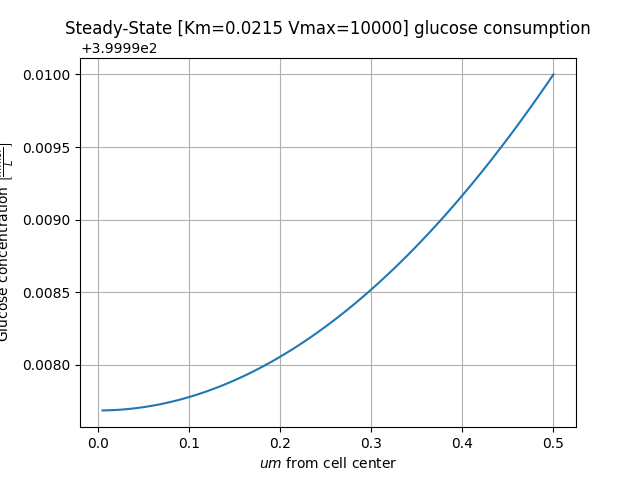 Steady-State [Km=0.0215 Vmax=10000] glucose consumption
+3.9999e2
0.0100
0.0095
0.0090
0.0085
0.0080
Glucose concentration
0.0
0.1
0.2
0.3
0.4
0.5
um from cell center